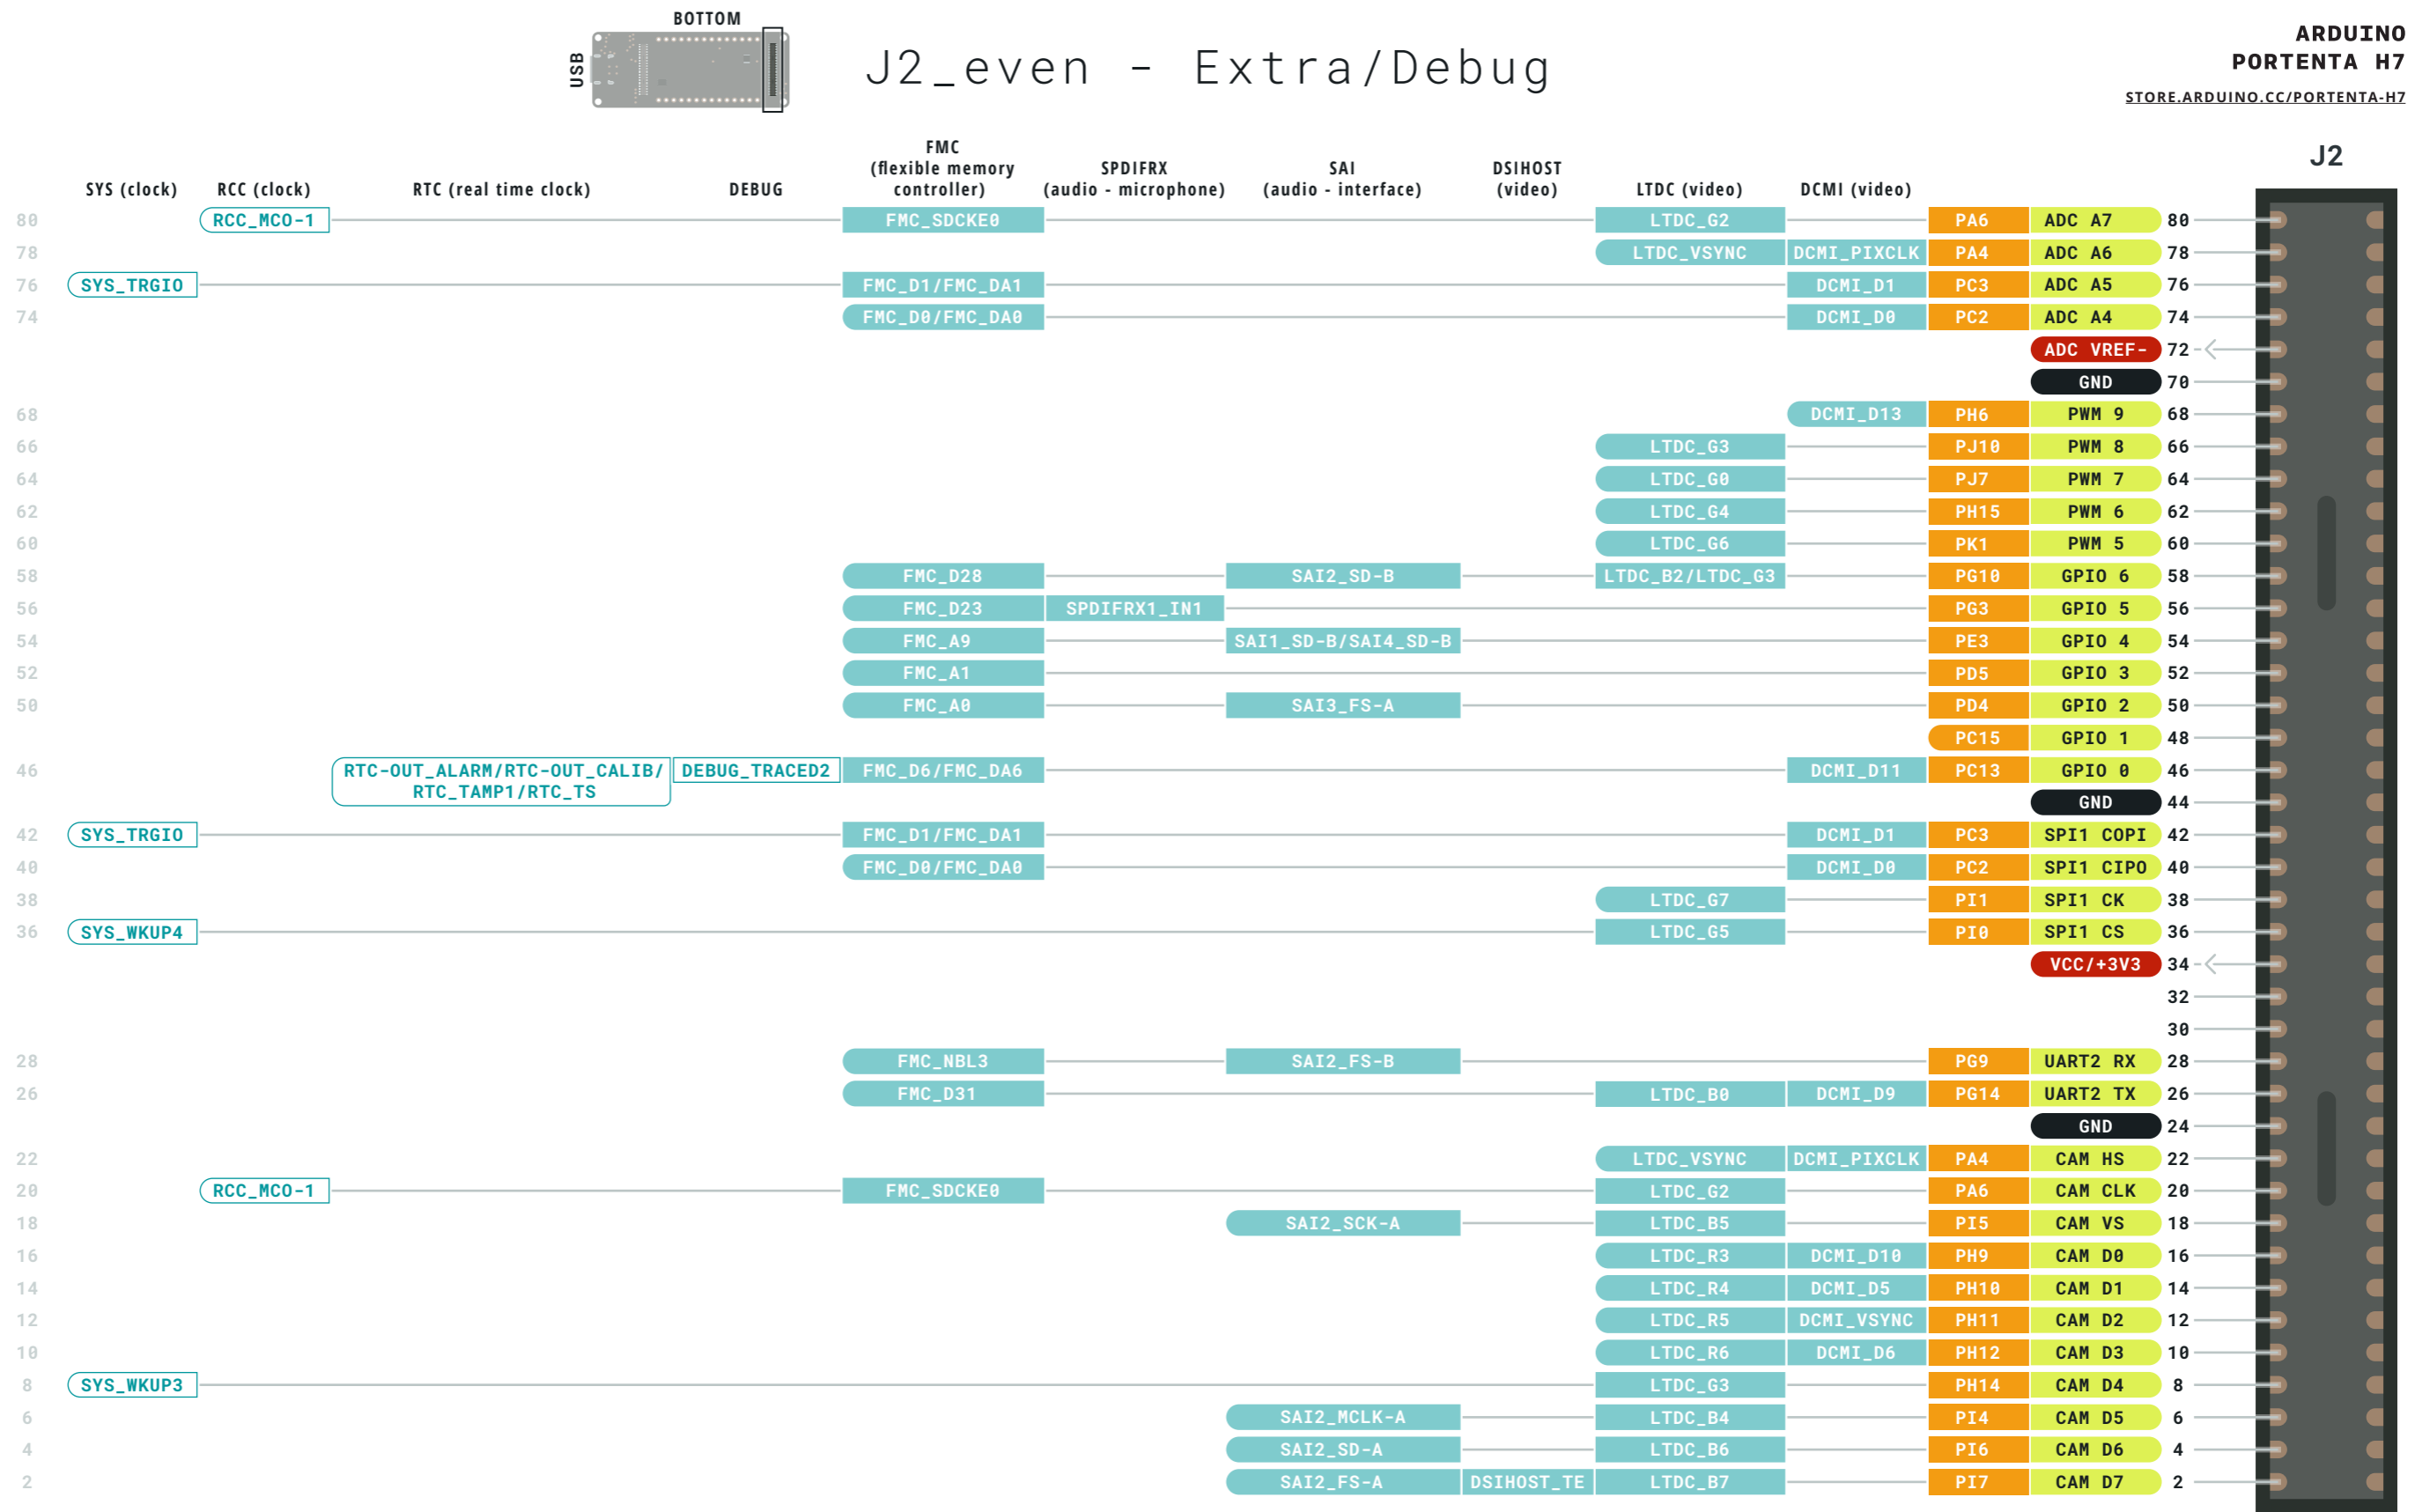 BOTTOM
USB
J2_even - Extra/Debug
ARDUINO
PORTENTA H7
STORE.ARDUINO.CC/PORTENTA-H7
J2
SYS (clock) RCC (clock) RTC (real time clock) DEBUG FMC (flexible memory controller) SPDIFRX (audio - microphone) SAI (audio - interface) DSIHOST (video) LTDC (video) DCMI (video)
80 RCC_MCO-1 FMC_SDCKE0 LTDC_G2 PA6 ADC A7 80
78 LTDC_VSYNC DCMI_PIXCLK PA4 ADC A6 78
76 SYS_TRGIO FMC_D1/FMC_DA1 DCMI_D1 PC3 ADC A5 76
74 FMC_D0/FMC_DA0 DCMI_D0 PC2 ADC A4 74
ADC VREF- 72
GND 70
68 DCMI_D13 PH6 PWM 9 68
66 LTDC_G3 PJ10 PWM 8 66
64 LTDC_G0 PJ7 PWM 7 64
62 LTDC_G4 PH15 PWM 6 62
60 LTDC_G6 PK1 PWM 5 60
58 FMC_D28 SAI2_SD-B LTDC_B2/LTDC_G3 PG10 GPIO 6 58
56 FMC_D23 SPDIFRX1_IN1 PG3 GPIO 5 56
54 FMC_A9 SAI1_SD-B/SAI4_SD-B PE3 GPIO 4 54
52 FMC_A1 PD5 GPIO 3 52
50 FMC_A0 SAI3_FS-A PD4 GPIO 2 50
PC15 GPIO 1 48
46 RTC-OUT_ALARM/RTC-OUT_CALIB/ DEBUG_TRACED2 FMC_D6/FMC_DA6 DCMI_D11 PC13 GPIO 0 46
RTC_TAMP1/RTC_TS
GND 44
42 SYS_TRGIO FMC_D1/FMC_DA1 DCMI_D1 PC3 SPI1 COPI 42
40 FMC_D0/FMC_DA0 DCMI_D0 PC2 SPI1 CIPO 40
38 LTDC_G7 PI1 SPI1 CK 38
36 SYS_WKUP4 LTDC_G5 PI0 SPI1 CS 36
VCC/+3V3 34
32
30
28 FMC_NBL3 SAI2_FS-B PG9 UART2 RX 28
26 FMC_D31 LTDC_B0 DCMI_D9 PG14 UART2 TX 26
GND 24
22 LTDC_VSYNC DCMI_PIXCLK PA4 CAM HS 22
20 RCC_MCO-1 FMC_SDCKE0 LTDC_G2 PA6 CAM CLK 20
18 SAI2_SCK-A LTDC_B5 PI5 CAM VS 18
16 LTDC_R3 DCMI_D10 PH9 CAM D0 16
14 LTDC_R4 DCMI_D5 PH10 CAM D1 14
12 LTDC_R5 DCMI_VSYNC PH11 CAM D2 12
10 LTDC_R6 DCMI_D6 PH12 CAM D3 10
8 SYS_WKUP3 LTDC_G3 PH14 CAM D4 8
6 SAI2_MCLK-A LTDC_B4 PI4 CAM D5 6
4 SAI2_SD-A LTDC_B6 PI6 CAM D6 4
2 SAI2_FS-A DSIHOST_TE LTDC_B7 PI7 CAM D7 2